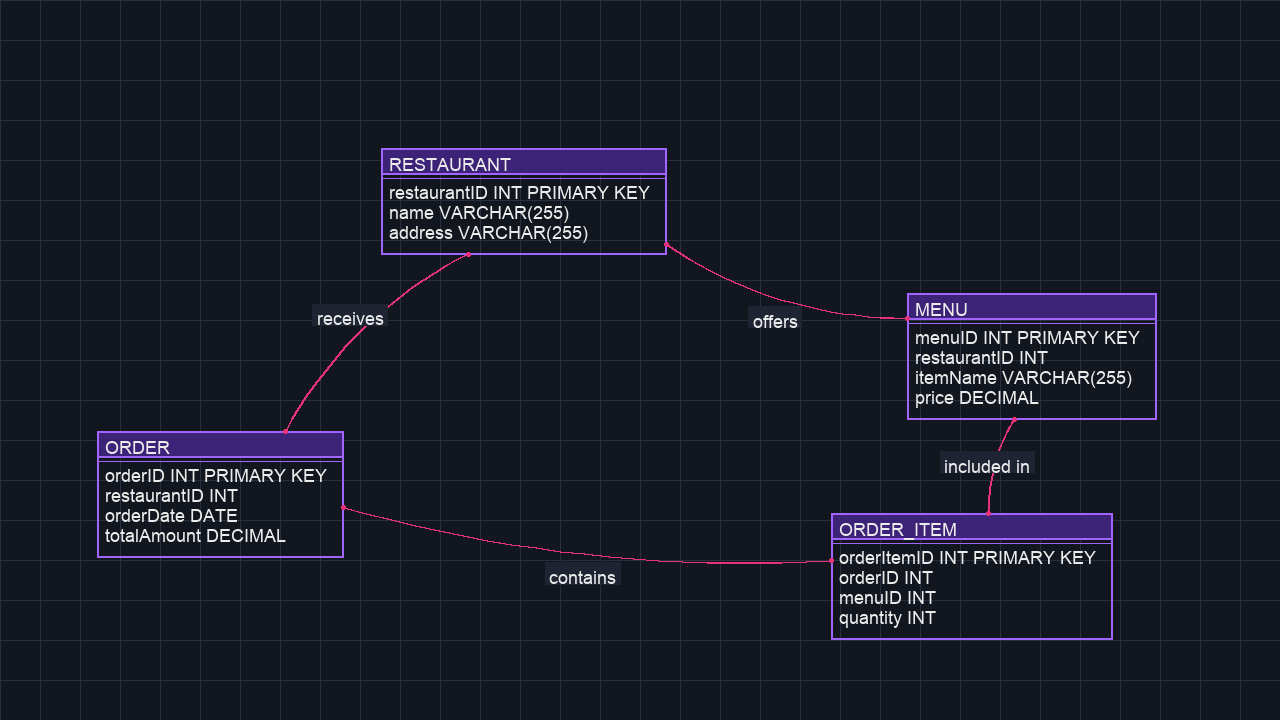 RESTAURANT
restaurantID INT PRIMARY KEY
name VARCHAR(255)
address VARCHAR(255)
receives
offers
MENU
menuID INT PRIMARY KEY
restaurantID INT
itemName VARCHAR(255)
price DECIMAL
included in
ORDER
orderID INT PRIMARY KEY
restaurantID INT
orderDate DATE
totalAmount DECIMAL
contains
ORDER_ITEM
orderItemID INT PRIMARY KEY
orderID INT
menuID INT
quantity INT